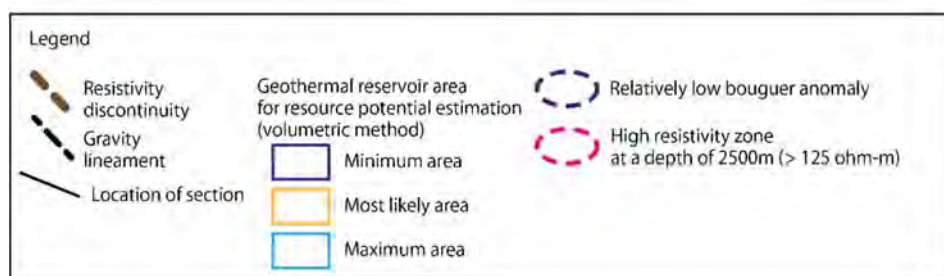 Legend
Resistivity
discontinuity
Gravity
lineament
Location of section
Geothermal reservoir area
for resource potential estimation
(volumetric method)
Minimum area
Most likely area
Maximum area
Relatively low bouguer anomaly
High resistivity zone
at a depth of 2500m (> 125 ohm-m)